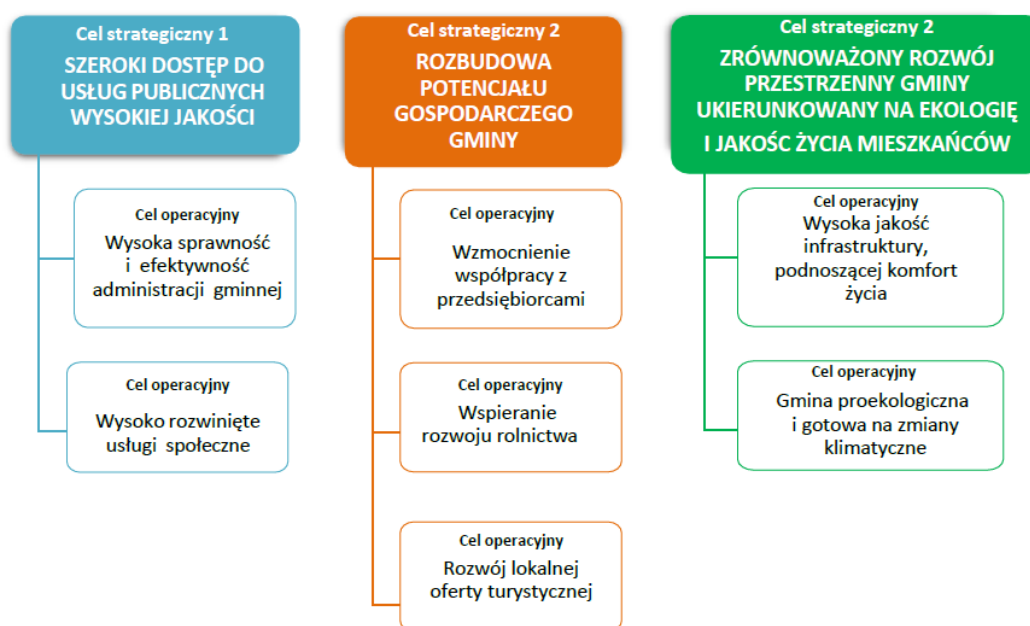 Cel strategiczny 1
SZEROKI DOSTĘP DO
USŁUG PUBLICZNYCH
WYSOKIEJ JAKOŚCI
Cel operacyjny
Wysoka sprawność
i efektywność
administracji gminnej
Cel operacyjny
Wysoko rozwinięte
usługi społeczne
Cel strategiczny 2
ROZBUDOWA
POTENCJAŁU
GOSPODARCZEGO
GMINY
Cel operacyjny
Wzmocnienie
współpracy z
przedsiębiorcami
Cel operacyjny
Wspieranie
rozwoju rolnictwa
Cel operacyjny
Rozwój lokalnej
oferty turystycznej
Cel strategiczny 2
ZRÓWNOWAŻONY ROZWÓJ
PRZESTRZENNY GMINY
UKIERUNKOWANY NA EKOLOGIĘ
I JAKOŚC ŻYCIA MIESZKAŃCÓW
Cel operacyjny
Wysoka jakość
infrastruktury,
podnoszącej komfort
życia
Cel operacyjny
Gmina proekologiczna
i gotowa na zmiany
klimatyczne